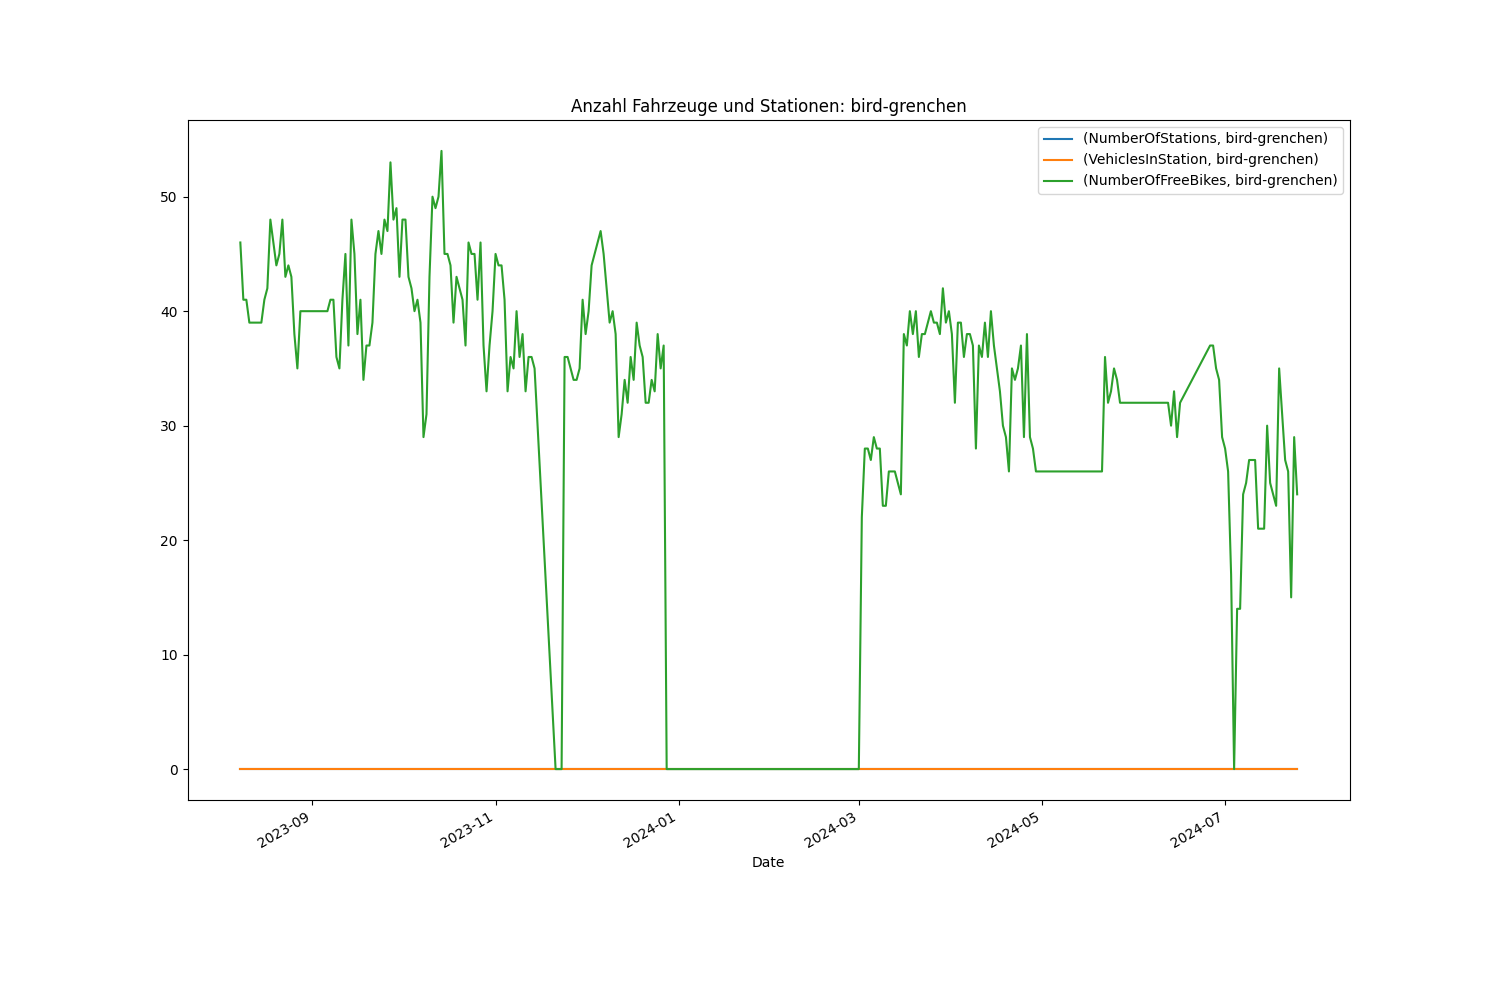 Anzahl Fahrzeuge und Stationen: bird-grenchen
(NumberOfStations, bird-grenchen)
(VehiclesInStation, bird-grenchen)
(NumberOfFreeBikes, bird-grenchen)
50
40
30
20
10
0
2023-09
2023-11
2024-01
2024-03
2024-05
2024-07
Date